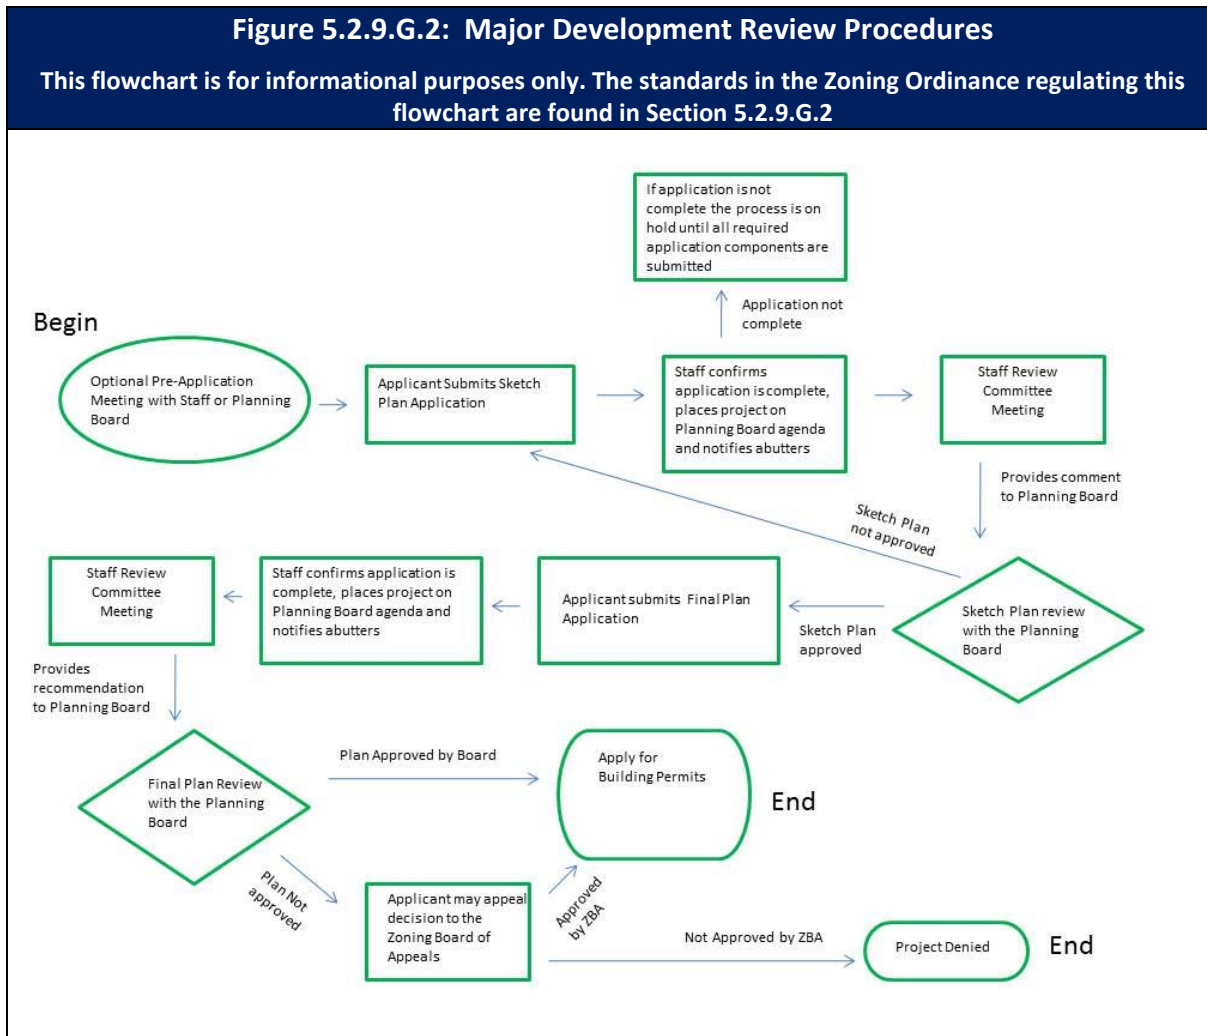 Figure 5.2.9.G.2: Major Development Review Procedures
This flowchart is for informational purposes only. The standards in the Zoning Ordinance regulating this
flowchart are found in Section 5.2.9.G.2
If application is not
complete the process is on
hold until all required
application components are
submitted
Application not
complete
Begin
Optional Pre-Application
Meeting with Staff or Planning
Board
Applicant Submits Sketch
Plan Application
Staff confirms
application is complete,
places project on
Planning Board agenda
and notifies abutters
Staff Review
Committee
Meeting
Provides comment
to Planning Board
Sketch Plan
not approved
Sketch Plan review
with the Planning
Board
Sketch Plan
approved
Applicant submits Final Plan
Application
Staff confirms application is
complete, places project on
Planning Board agenda and
notifies abutters
Staff Review
Committee
Meeting
Provides
recommendation
to Planning Board
Final Plan Review
with the Planning
Board
Plan Approved by Board
Apply for
Building Permits
End
Plan Not
approved
Applicant may appeal
decision to the
Zoning Board of
Appeals
Approved
by ZBA
Not Approved by ZBA
Project Denied
End